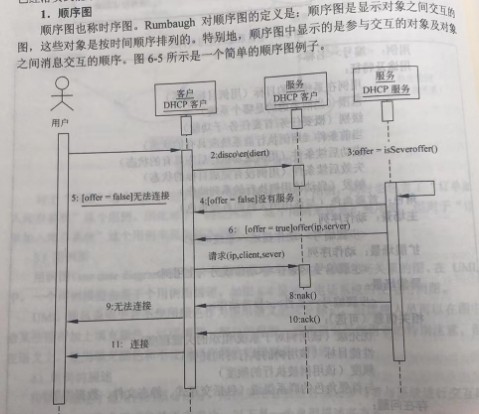 1．顺序图
顺序图也称时序图。Rumbaugh 对顺序图的定义是：顺序图是显示对象之间交互的
图，这些对象是按时间顺序排列的。特别地，顺序图中显示的是参与交互的对象及对象
之间消息交互的顺序。图 6-5 所示是一个简单的顺序图例子。
用户
客户
DHCP 客户
服务
DHCP 客户
服务
DHCP 服务
2:discolen(diert)
3:offer = isSeveroffer()
5: [offer = false]无法连接
4:[offer = false]没有服务
6: [offer = true]offer(ip,server)
请求(ip,client,sever)
8:nak()
9:无法连接
10:ack()
11: 连接